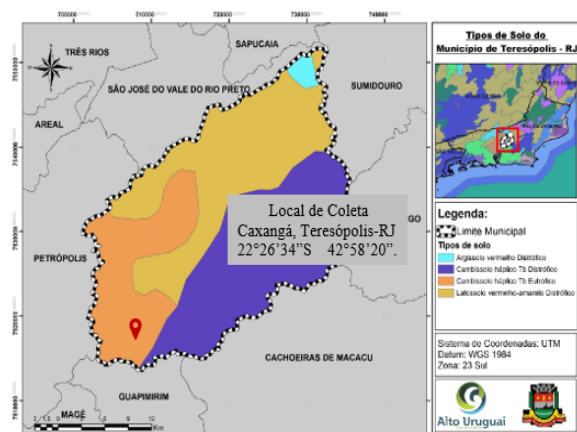 700000 710000 720000 730000 740000
TRÊS RIOS
SAPUCAIA
SÃO JOSÉ DO VALE DO RIO PRETO
SUMIDOURO
AREAL
PETRÓPOLIS
GO
Local de Coleta
Caxangá, Teresópolis-RJ
22°26’34”S 42°58’20”.
CACHOEIRAS DE MACACU
GUAPIMIRIM
MAGÉ
Km
Tipos de Solo do
Município de Teresópolis - RJ
Legenda:
Limite Municipal
Tipos de solo
Argissolo vermelho Distrófico
Cambissolo háplico Tb Distrófico
Cambissolo háplico Tb Eutrófico
Latossolo vermelho-amarelo Distrófico
Sistema de Coordenadas: UTM
Datum: WGS 1984
Zona: 23 Sul
Alto Uruguai